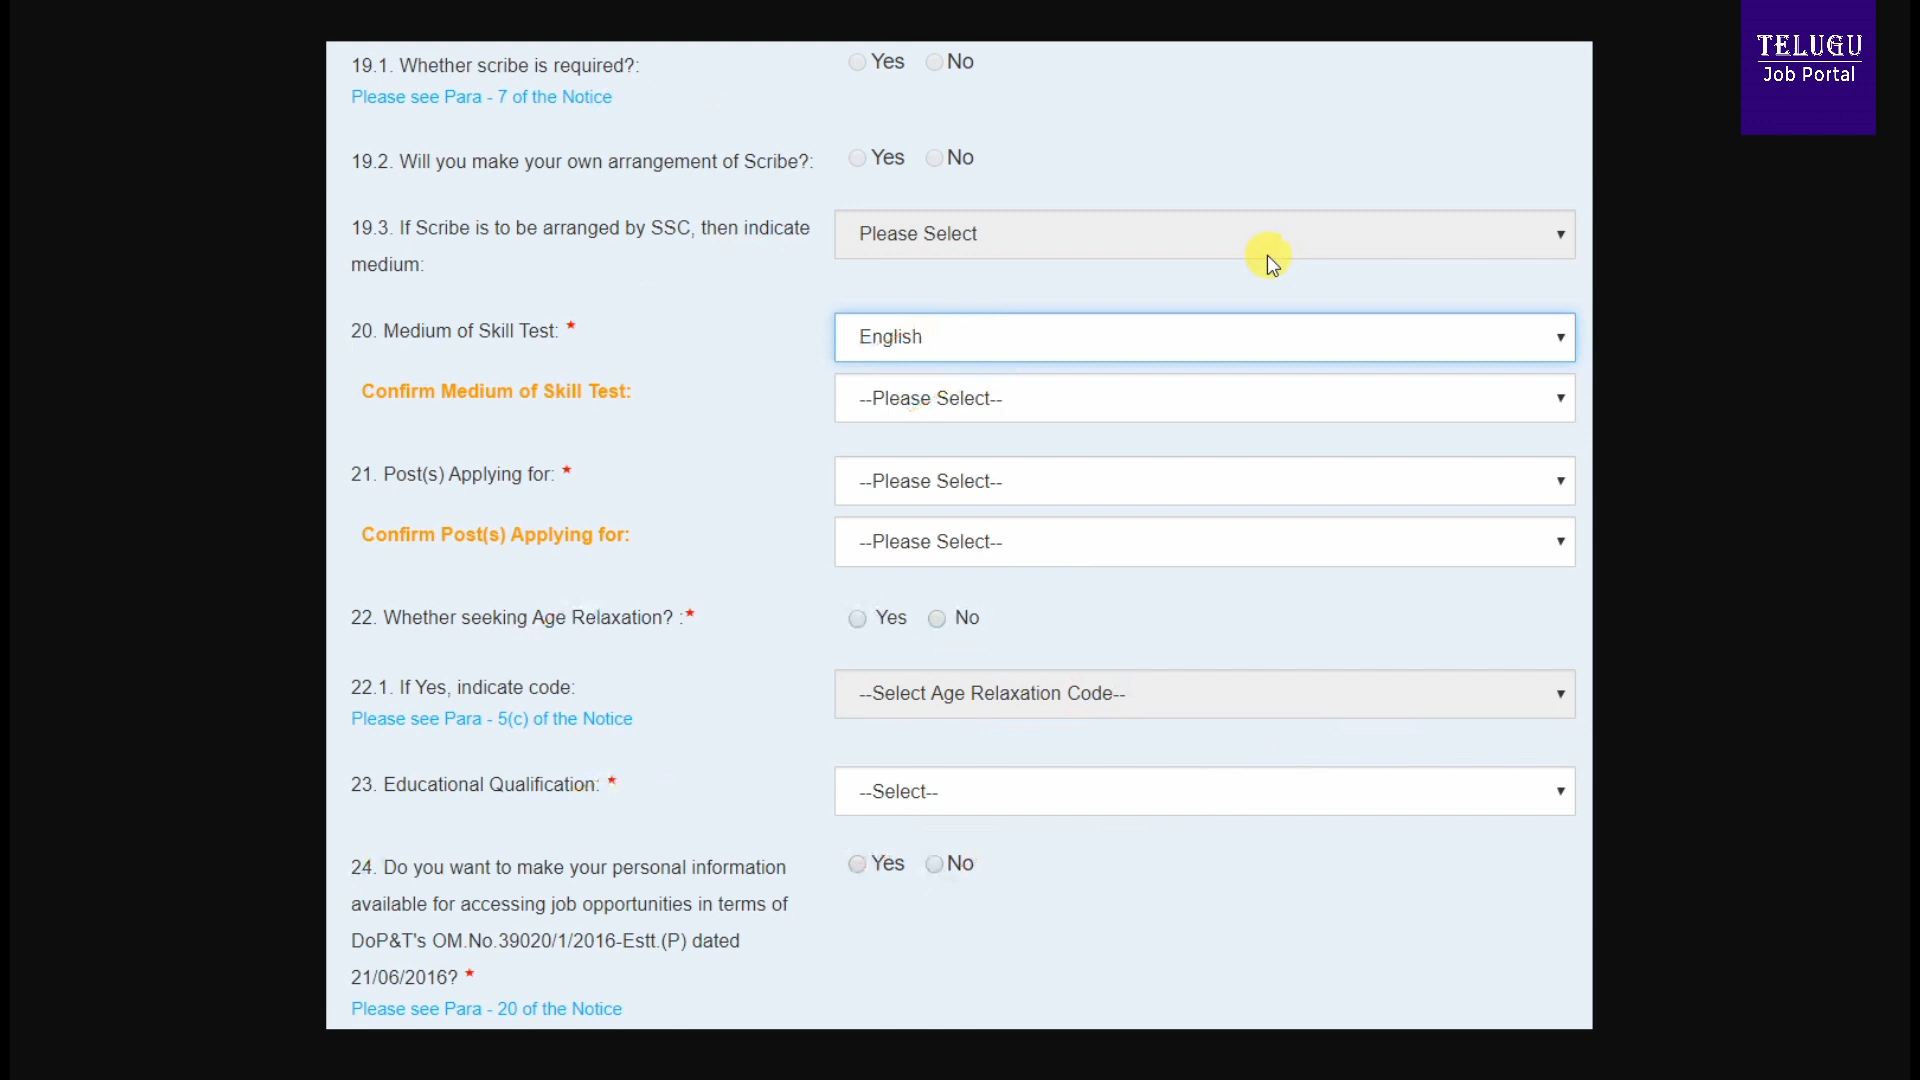 TELUGU
Job Portal
19.1. Whether scribe is required?: Yes No
Please see Para - 7 of the Notice
19.2. Will you make your own arrangement of Scribe?: Yes No
19.3. If Scribe is to be arranged by SSC, then indicate Please Select
medium:
20. Medium of Skill Test: * English
Confirm Medium of Skill Test: --Please Select--
21. Post(s) Applying for: * --Please Select--
Confirm Post(s) Applying for: --Please Select--
22. Whether seeking Age Relaxation? :* Yes No
22.1. If Yes, indicate code: --Select Age Relaxation Code--
Please see Para - 5(c) of the Notice
23. Educational Qualification: * --Select--
24. Do you want to make your personal information Yes No
available for accessing job opportunities in terms of
DoP&T's OM.No.39020/1/2016-Estt.(P) dated
21/06/2016? *
Please see Para - 20 of the Notice